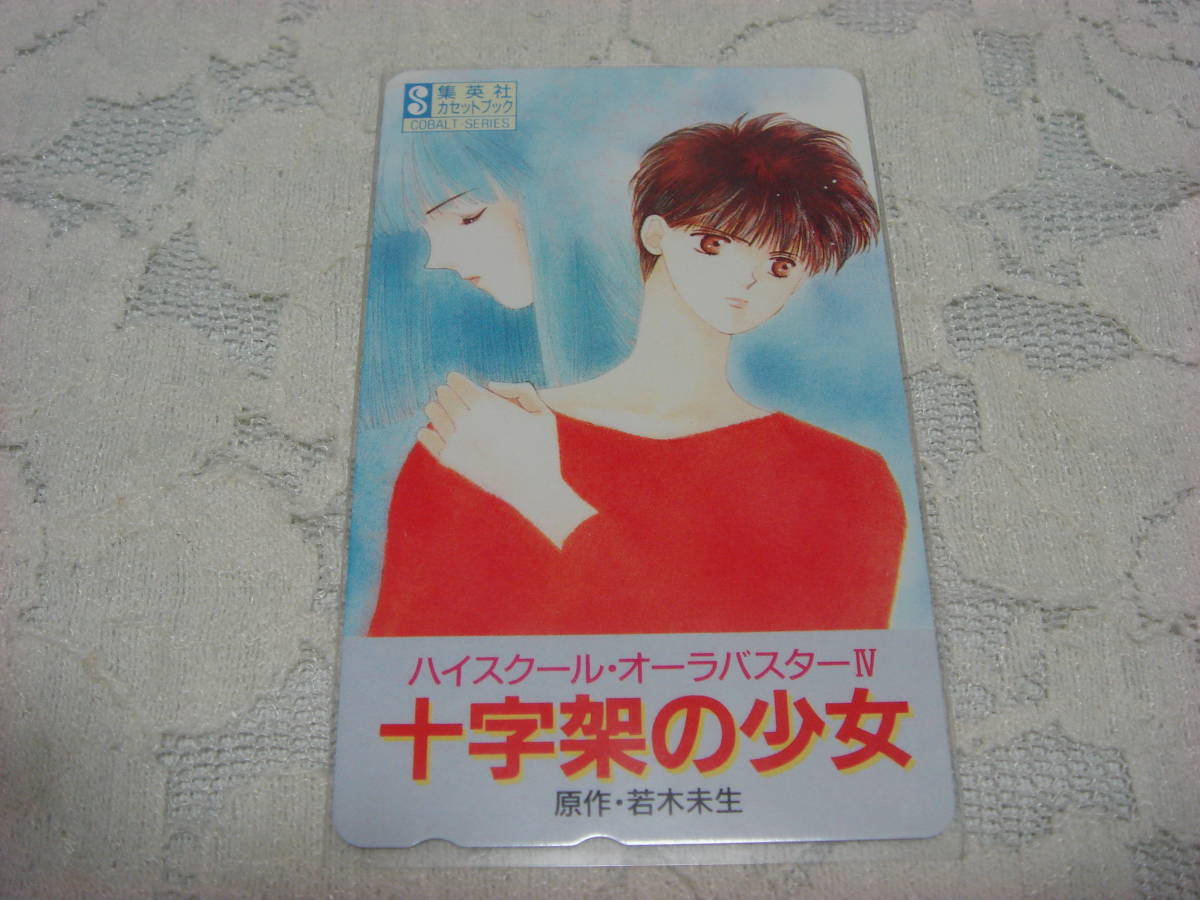 S 集英社
カセットブック
COBALT SERIES
ハイスクール・オーラバスターⅣ
十字架の少女
原作・若木未生